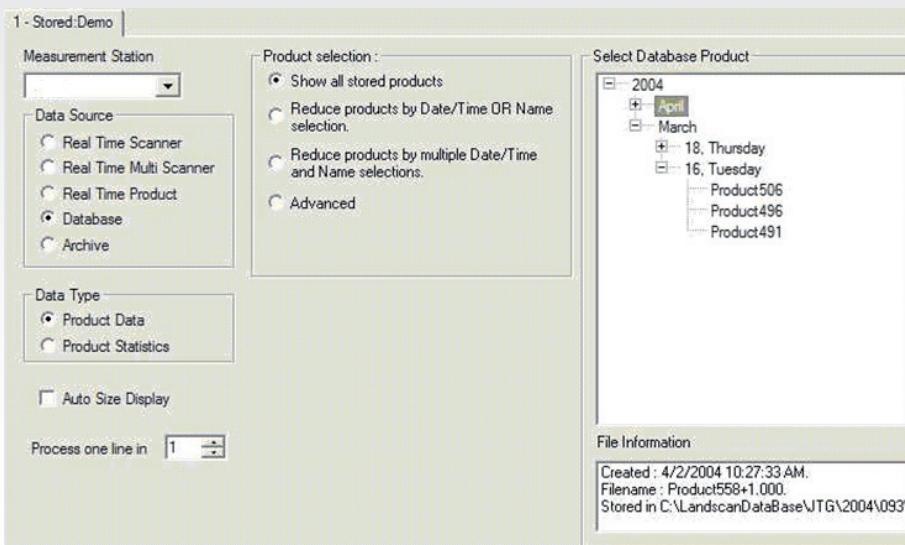 1 - Stored:Demo
Measurement Station
Data Source
Real Time Scanner
Real Time Multi Scanner
Real Time Product
Database
Archive
Data Type
Product Data
Product Statistics
Auto Size Display
Process one line in 1
Product selection :
Show all stored products
Reduce products by Date/Time OR Name
selection.
Reduce products by multiple Date/Time
and Name selections.
Advanced
Select Database Product
2004
April
March
18, Thursday
16, Tuesday
Product506
Product496
Product491
File Information
Created : 4/2/2004 10:27:33 AM.
Filename : Product558+1.000.
Stored in C:\LandscanDataBase\JTG\2004\093\